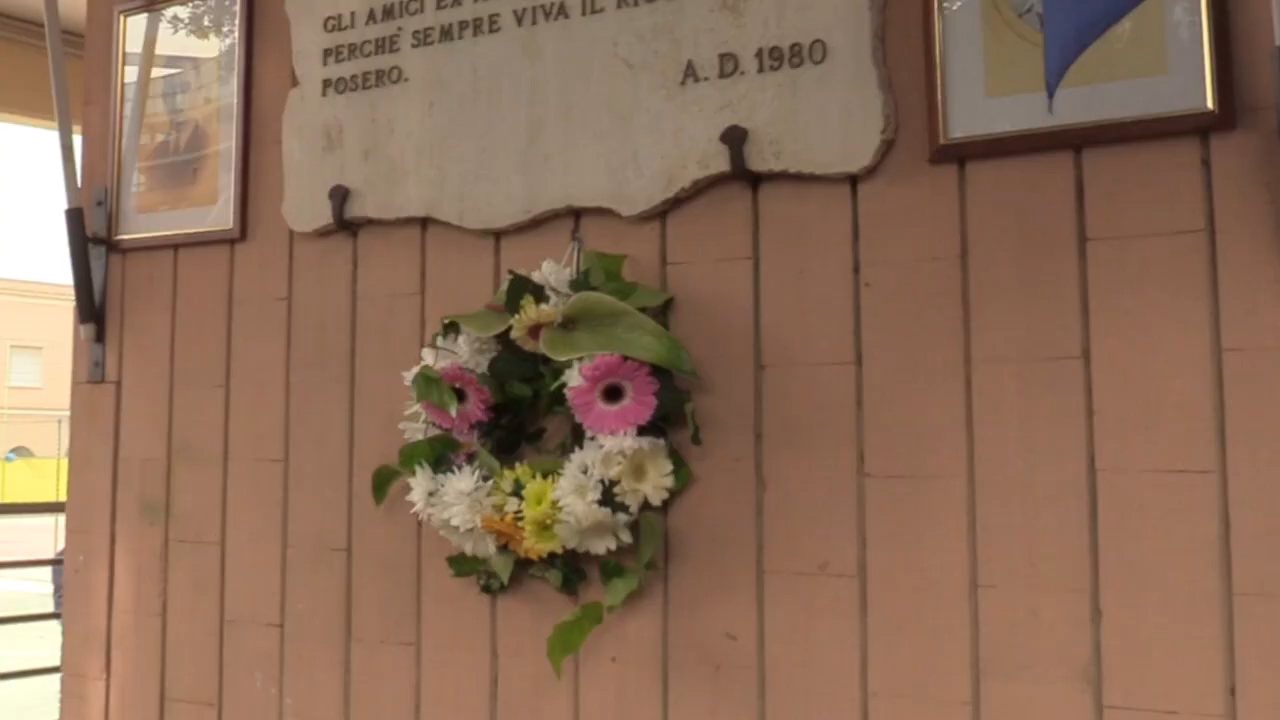 GLI AMICI EX
PERCHÈ SEMPRE VIVA IL
POSERO.
A. D. 1980